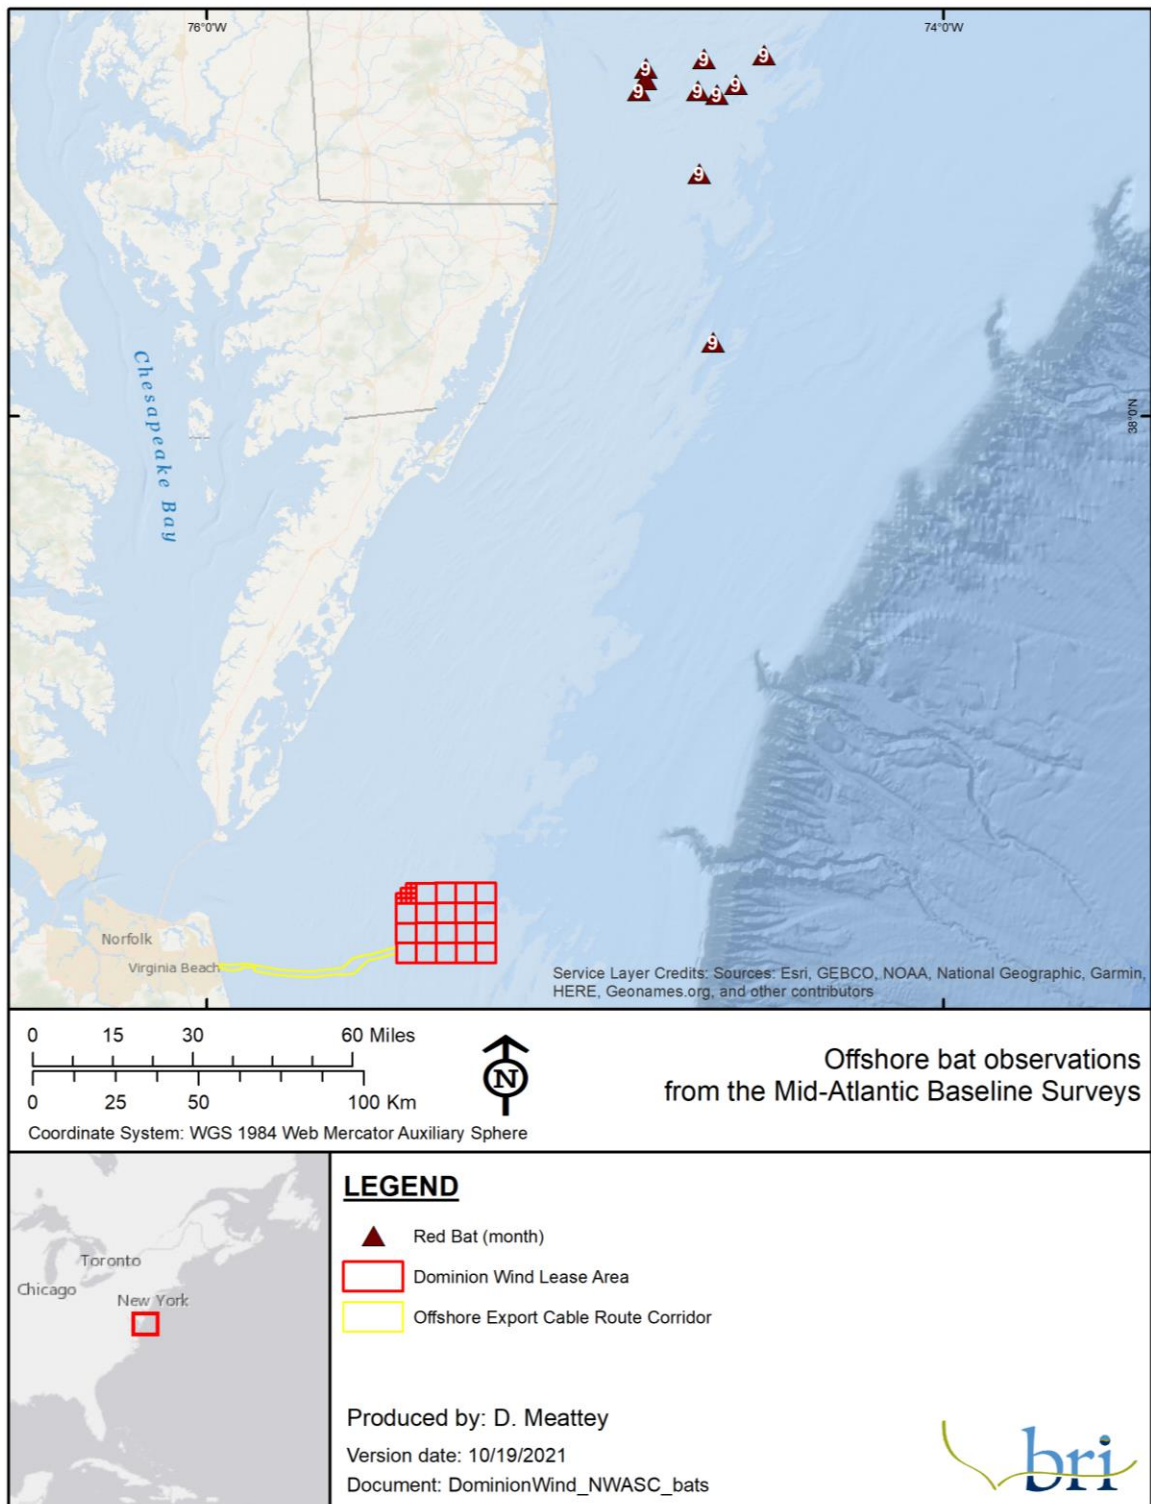 76°0'W
74°0'W
9
9
9
9
9
9
9
9
9
38°0'N
Chesapeake Bay
Norfolk
Virginia Beach
Service Layer Credits: Sources: Esri, GEBCO, NOAA, National Geographic, Garmin,
HERE, Geonames.org, and other contributors
0 15 30 60 Miles
0 25 50 100 Km
Coordinate System: WGS 1984 Web Mercator Auxiliary Sphere
N
Offshore bat observations
from the Mid-Atlantic Baseline Surveys
Toronto
Chicago
New York
LEGEND
Red Bat (month)
Dominion Wind Lease Area
Offshore Export Cable Route Corridor
Produced by: D. Meattey
Version date: 10/19/2021
Document: DominionWind_NWASC_bats
bri